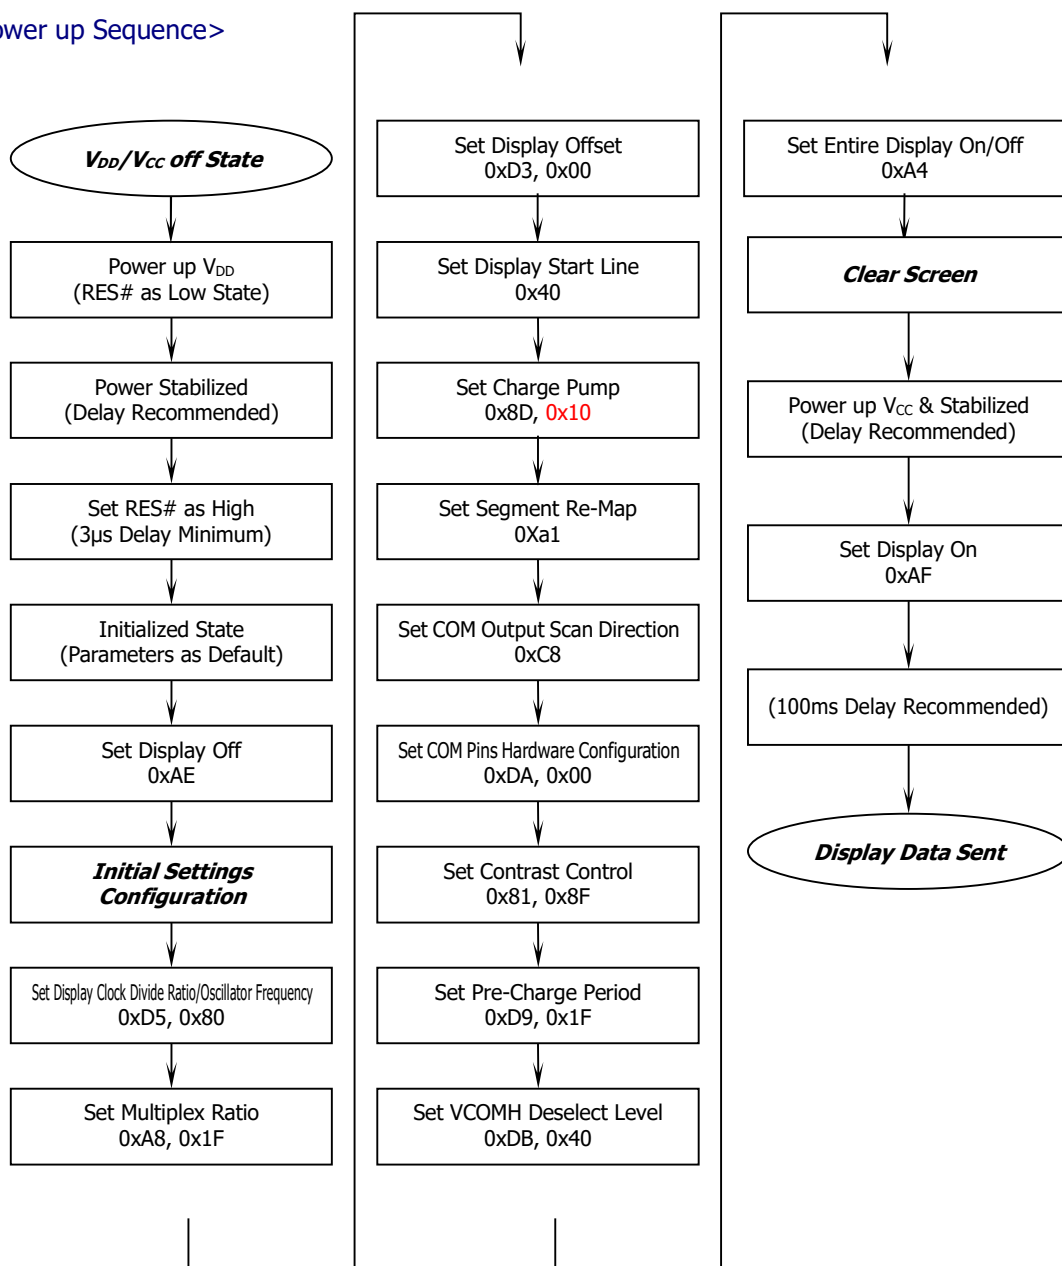 ower up Sequence>
VDD/VCC off State
Power up VDD
(RES# as Low State)
Power Stabilized
(Delay Recommended)
Set RES# as High
(3µs Delay Minimum)
Initialized State
(Parameters as Default)
Set Display Off
0xAE
Initial Settings
Configuration
Set Display Clock Divide Ratio/Oscillator Frequency
0xD5, 0x80
Set Multiplex Ratio
0xA8, 0x1F
Set Display Offset
0xD3, 0x00
Set Display Start Line
0x40
Set Charge Pump
0x8D, 0x10
Set Segment Re-Map
0Xa1
Set COM Output Scan Direction
0xC8
Set COM Pins Hardware Configuration
0xDA, 0x00
Set Contrast Control
0x81, 0x8F
Set Pre-Charge Period
0xD9, 0x1F
Set VCOMH Deselect Level
0xDB, 0x40
Set Entire Display On/Off
0xA4
Clear Screen
Power up VCC & Stabilized
(Delay Recommended)
Set Display On
0xAF
(100ms Delay Recommended)
Display Data Sent